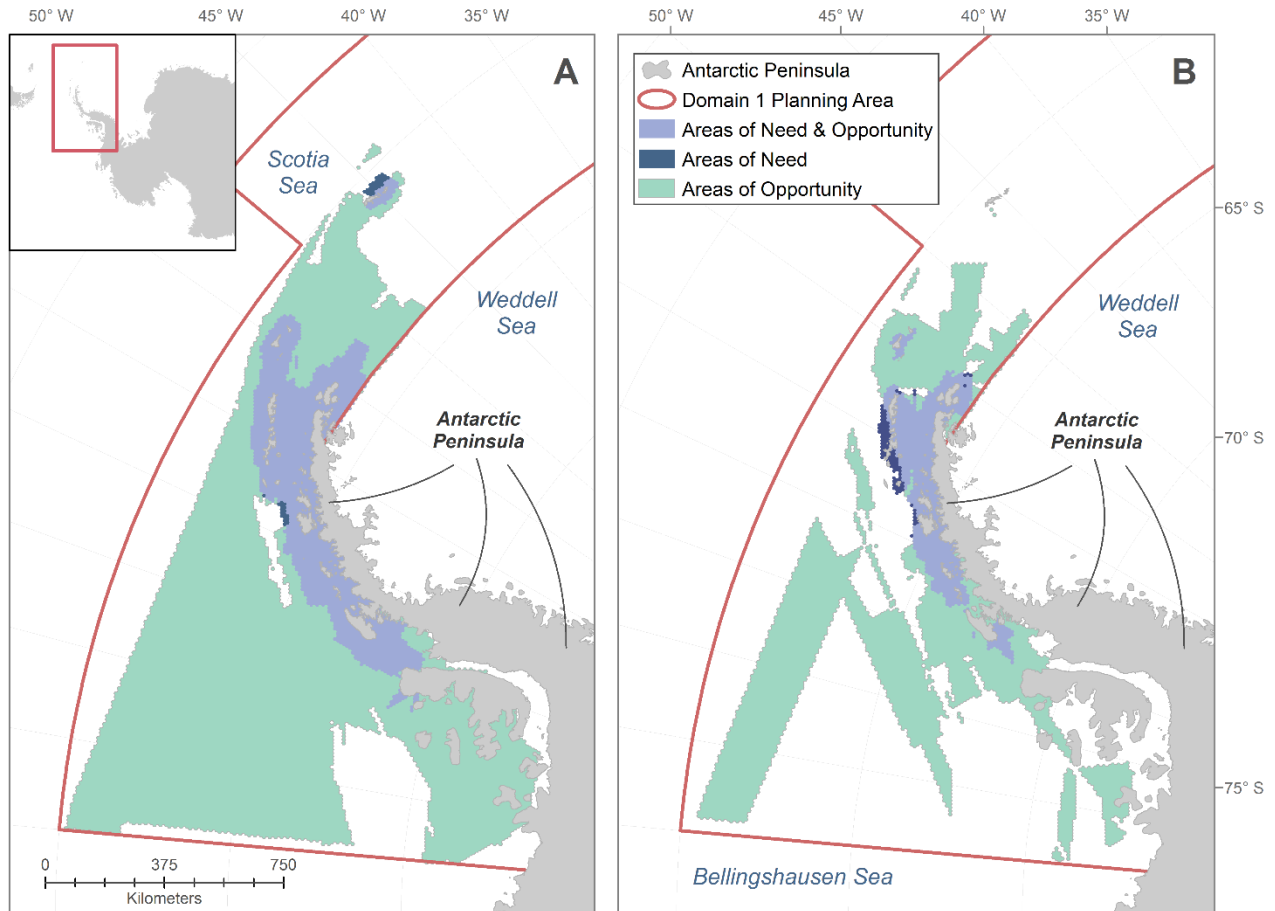 50° W
45° W
40° W
35° W
50° W
45° W
40° W
35° W
A
B
Antarctic Peninsula
Domain 1 Planning Area
Areas of Need & Opportunity
Areas of Need
Areas of Opportunity
Scotia
Sea
Weddell
Sea
Antarctic
Peninsula
Weddell
Sea
Antarctic
Peninsula
65° S
70° S
75° S
0
375
750
Kilometers
Bellingshausen Sea